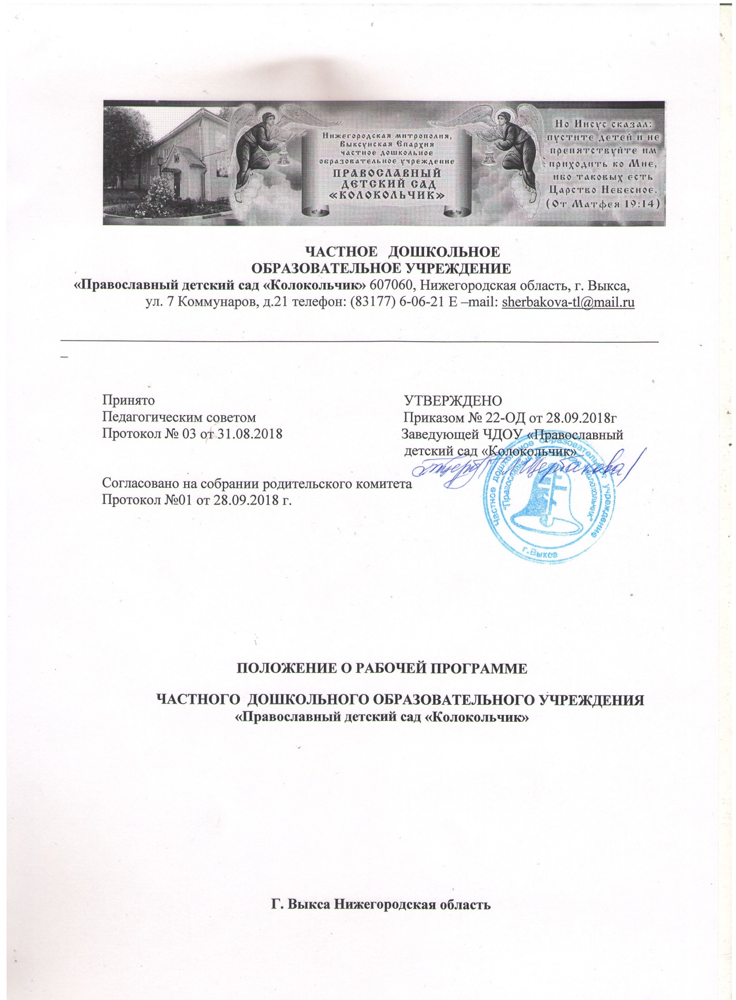 Нижегородская митрополия,
Выксунская Епархия
частное дошкольное
образовательное учреждение
ПРАВОСЛАВНЫЙ
ДЕТСКИЙ САД
«КОЛОКОЛЬЧИК»
Но Иисус сказал:
пустите детей и не
препятствуйте им
приходить ко Мне,
ибо таковых есть
Царство Небесное.
(От Матфея 19:14)
ЧАСТНОЕ ДОШКОЛЬНОЕ
ОБРАЗОВАТЕЛЬНОЕ УЧРЕЖДЕНИЕ
«Православный детский сад «Колокольчик» 607060, Нижегородская область, г. Выкса,
ул. 7 Коммунаров, д.21 телефон: (83177) 6-06-21 E –mail: sherbakova-tl@mail.ru
Принято
Педагогическим советом
Протокол № 03 от 31.08.2018
УТВЕРЖДЕНО
Приказом № 22-ОД от 28.09.2018г
Заведующей ЧДОУ «Православный
детский сад «Колокольчик»
Щербакова/
Согласовано на собрании родительского комитета
Протокол №01 от 28.09.2018 г.
Частное дошкольное образовательное учреждение
"Православный детский сад "Колокольчик"
г.Выкса
ПОЛОЖЕНИЕ О РАБОЧЕЙ ПРОГРАММЕ
ЧАСТНОГО ДОШКОЛЬНОГО ОБРАЗОВАТЕЛЬНОГО УЧРЕЖДЕНИЯ
«Православный детский сад «Колокольчик»
Г. Выкса Нижегородская область